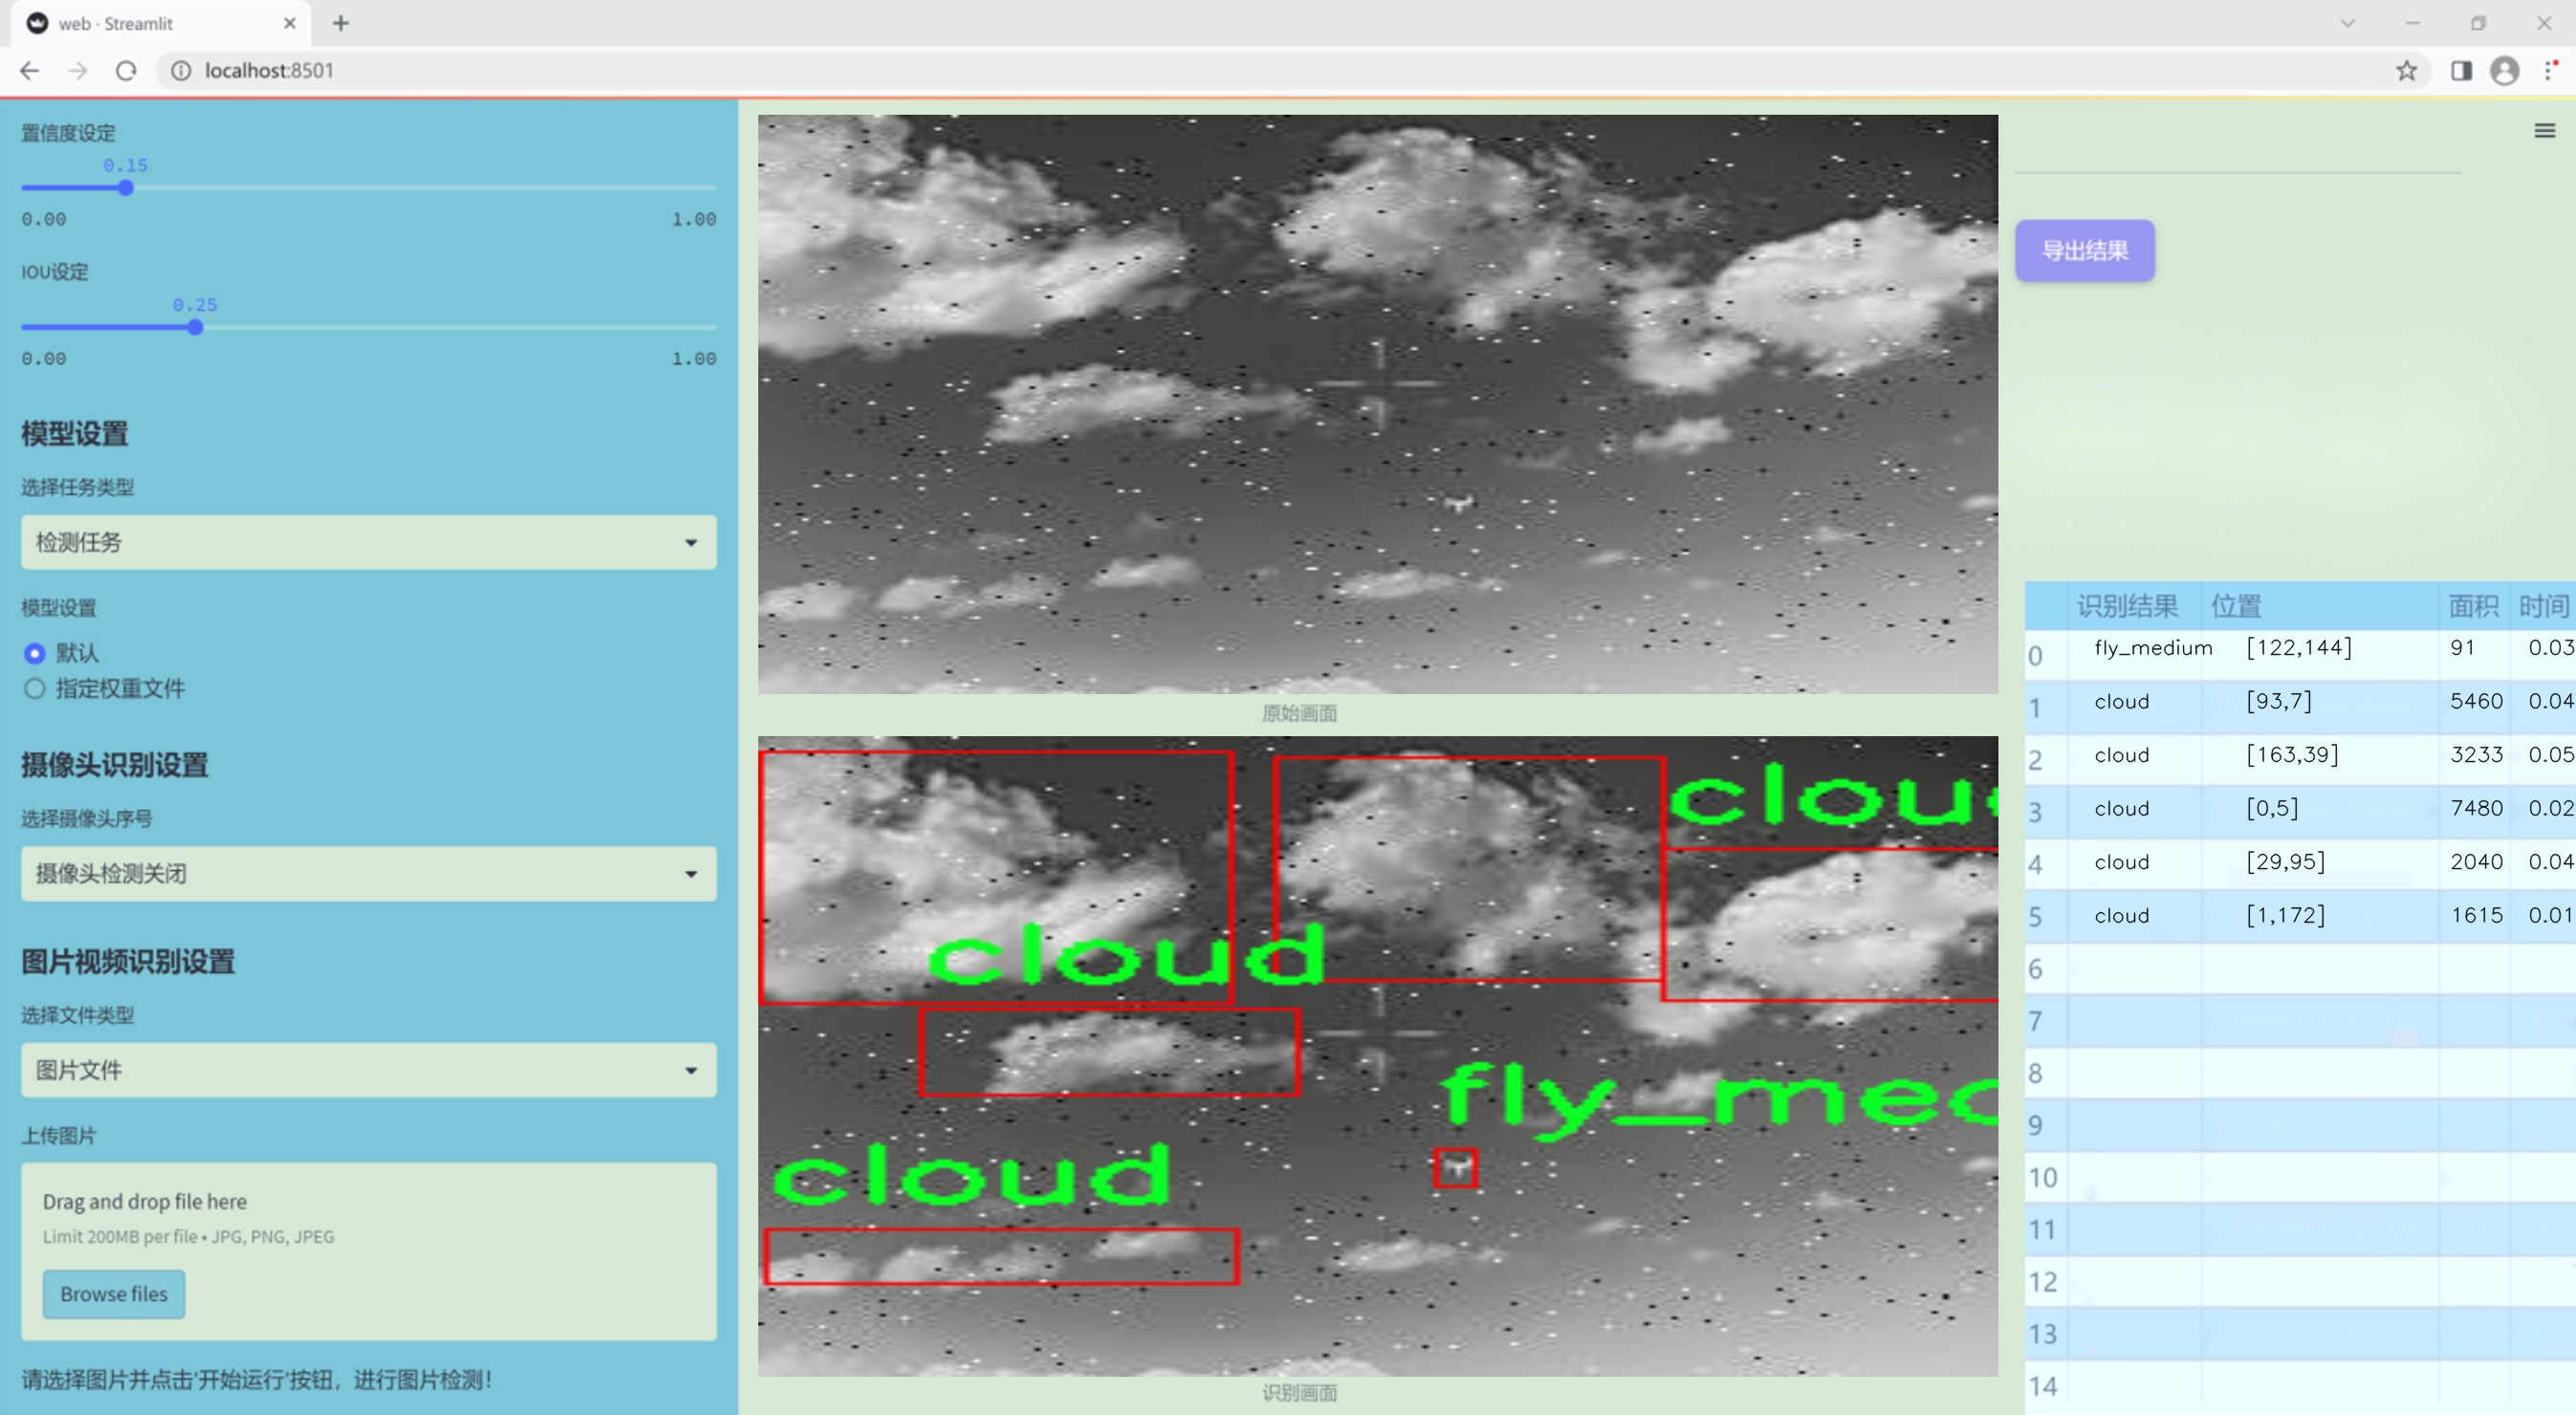 web · Streamlit
localhost:8501
置信度设定
0.15
0.00 1.00
IOU设定
0.25
0.00 1.00
模型设置
选择任务类型
检测任务
模型设置
默认
指定权重文件
摄像头识别设置
选择摄像头序号
摄像头检测关闭
图片视频识别设置
选择文件类型
图片文件
上传图片
Drag and drop file here
Limit 200MB per file • JPG, PNG, JPEG
Browse files
请选择图片并点击'开始运行'按钮，进行图片检测！
原始画面
clou
cloud
fly_med
cloud
识别画面
导出结果
识别结果 位置 面积 时间
0 fly_medium [122,144] 91 0.03
1 cloud [93,7] 5460 0.04
2 cloud [163,39] 3233 0.05
3 cloud [0,5] 7480 0.02
4 cloud [29,95] 2040 0.04
5 cloud [1,172] 1615 0.01
6
7
8
9
10
11
12
13
14